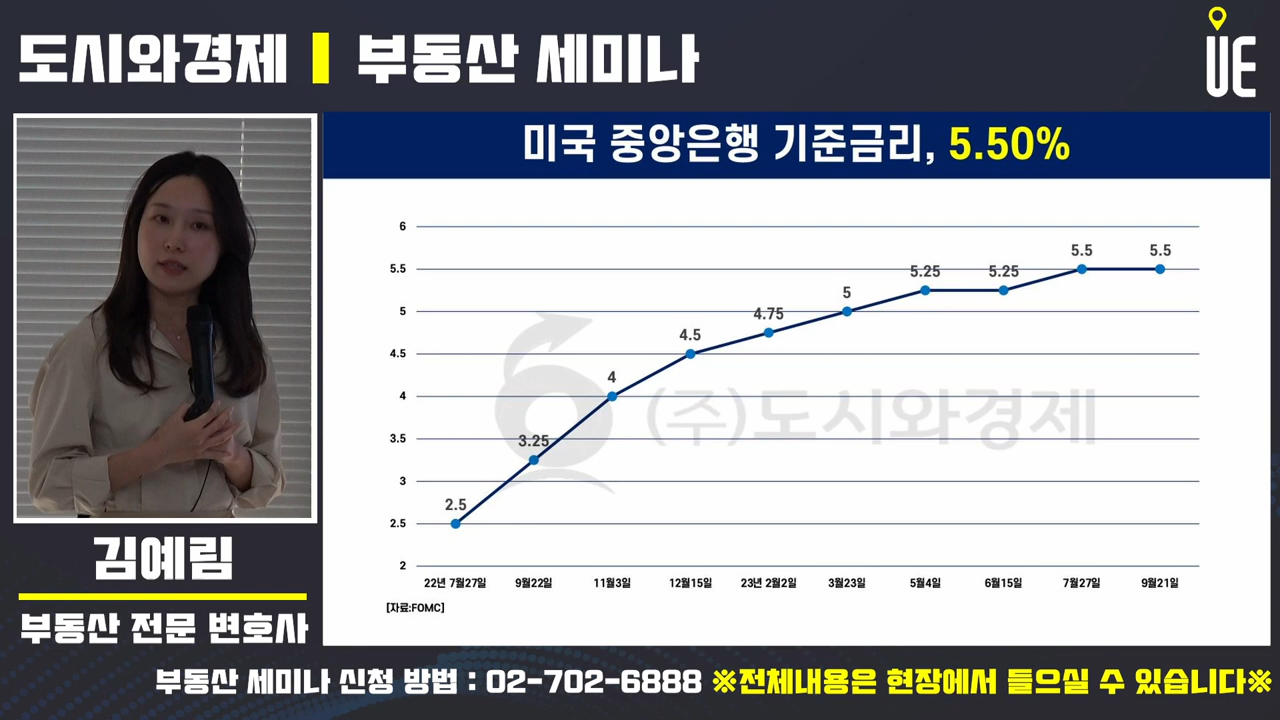 도시와경제 부동산 세미나
UE
미국 중앙은행 기준금리, 5.50%
6
5.5
5
4.5
4
3.5
3
2.5
2
2.5
3.25
4
4.5
4.75
5
5.25
5.25
5.5
5.5
(주)도시와경제
22년 7월27일 9월22일 11월3일 12월15일 23년 2월2일 3월23일 5월4일 6월15일 7월27일 9월21일
[자료:FOMC]
김예림
부동산 전문 변호사
부동산 세미나 신청 방법 : 02-702-6888 ※전체내용은 현장에서 들으실 수 있습니다※